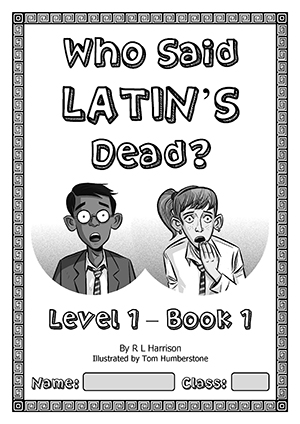 Who Said
LATIN'S
Dead?
Level 1 – Book 1
By R L Harrison
Illustrated by Tom Humberstone
Name: Class: